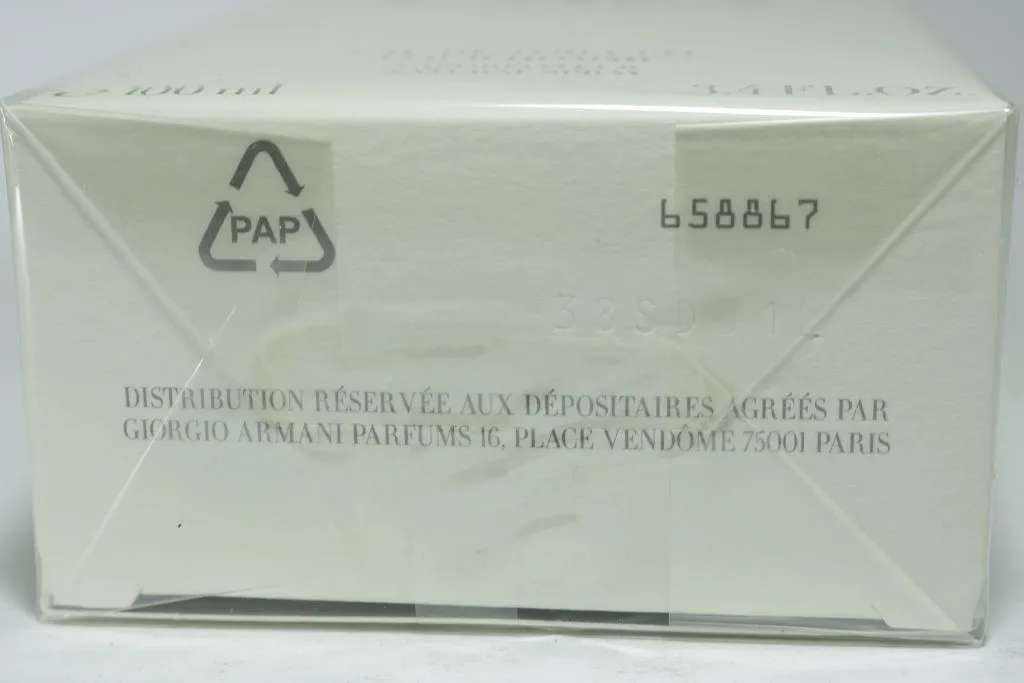 e 100 ml 3.4 FL.OZ.
PAP
658867
DISTRIBUTION RÉSERVÉE AUX DÉPOSITAIRES AGRÉÉS PAR
GIORGIO ARMANI PARFUMS 16, PLACE VENDÔME 75001 PARIS